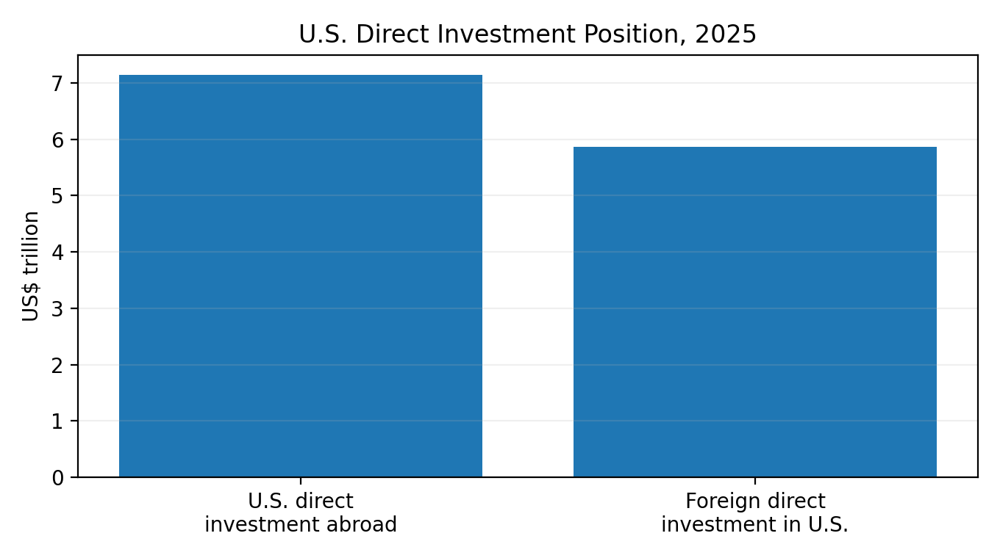 U.S. Direct Investment Position, 2025
US$ trillion
7
6
5
4
3
2
1
0
U.S. direct
investment abroad
Foreign direct
investment in U.S.